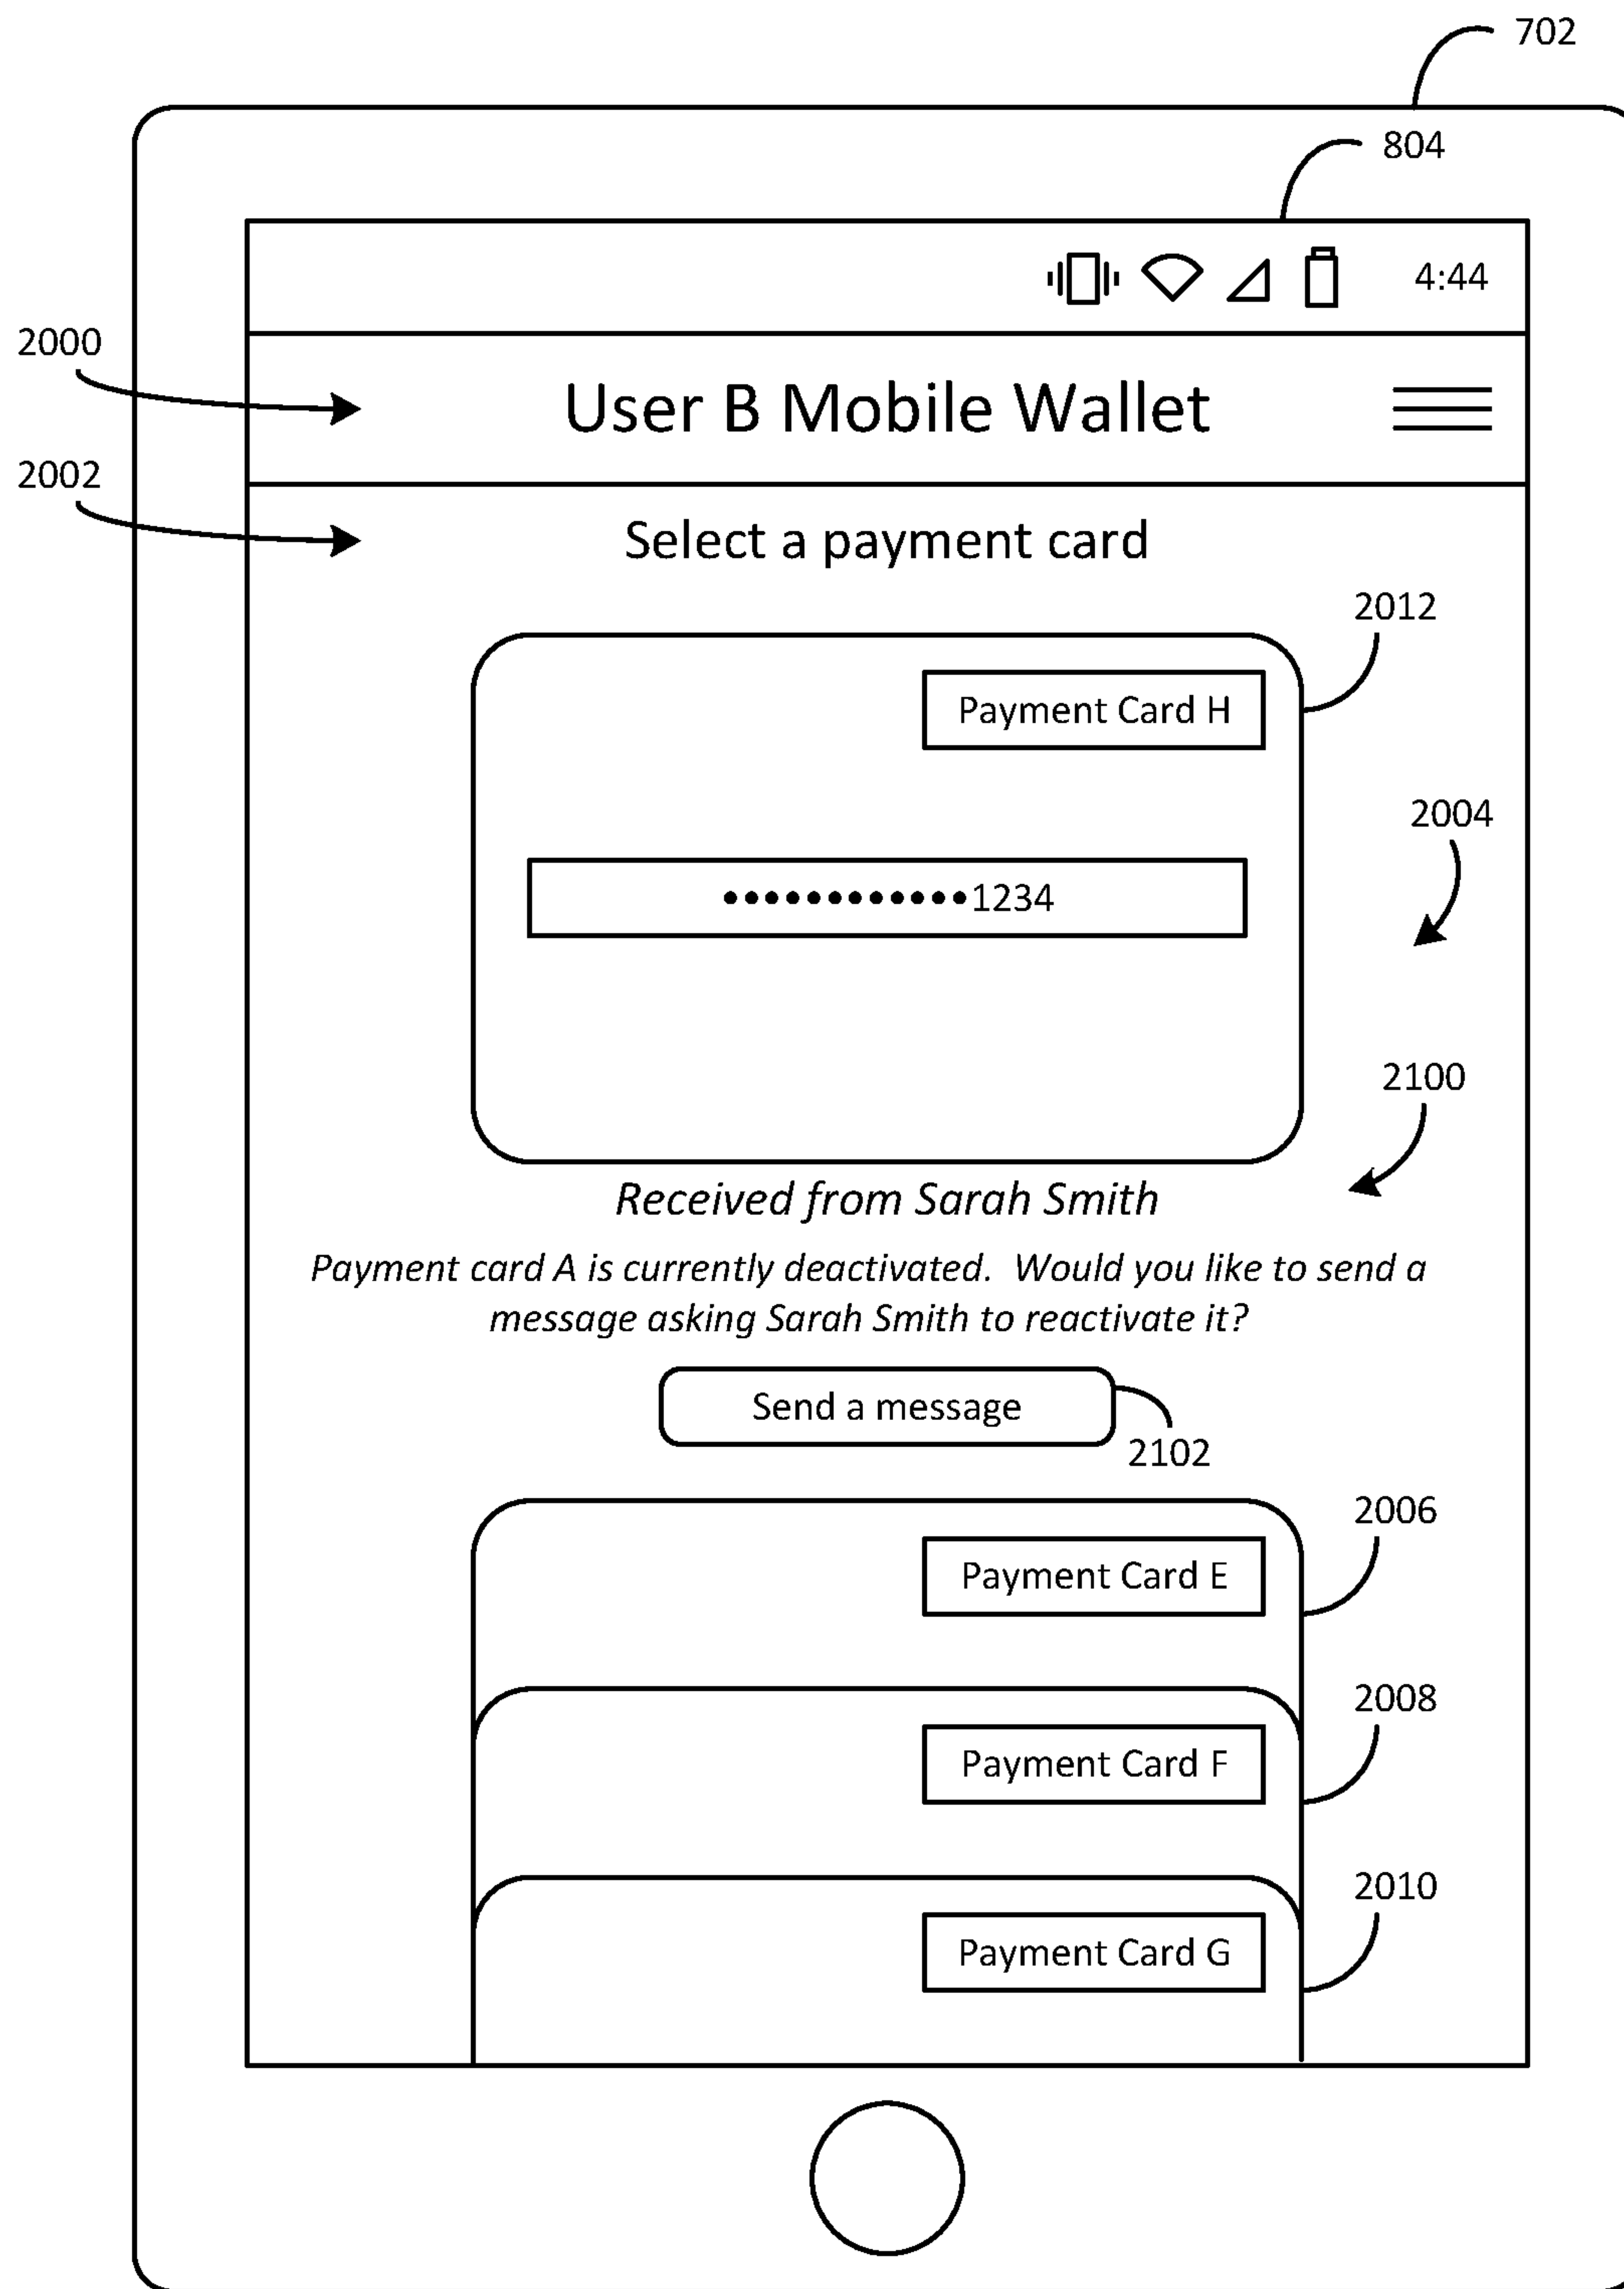 702
804
4:44
2000
User B Mobile Wallet
2002
Select a payment card
2012
Payment Card H
2004
••••••••••••1234
2100
Received from Sarah Smith
Payment card A is currently deactivated.  Would you like to send a
message asking Sarah Smith to reactivate it?
Send a message
2102
2006
Payment Card E
2008
Payment Card F
2010
Payment Card G